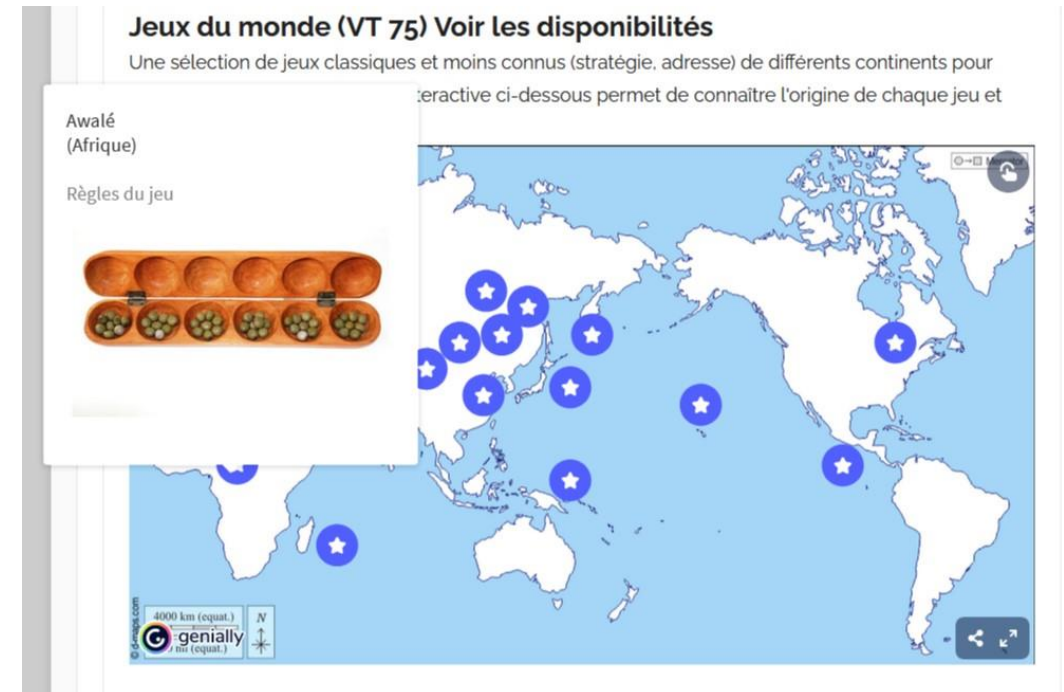 Jeux du monde (VT 75) Voir les disponibilités
Une sélection de jeux classiques et moins connus (stratégie, adresse) de différents continents pour
teractive ci-dessous permet de connaître l'origine de chaque jeu et
Awalé
(Afrique)
Règles du jeu
4000 km (equat.)
N
genially
(equat.)
© d-maps.com